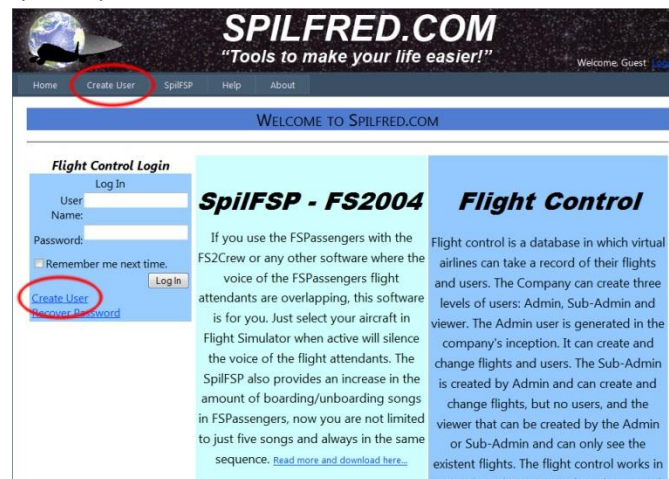 SPILFRED.COM
"Tools to make your life easier!"
Welcome, Guest
Home Create User SpilFSP Help About
WELCOME TO SPILFRED.COM
Flight Control Login
Log In
User
Name:
Password:
Remember me next time.
Log In
Create User
Recover Password
SpilFSP - FS2004
If you use the FSPassengers with the
FS2Crew or any other software where the
voice of the FSPassengers flight
attendants are overlapping, this software
is for you. Just select your aircraft in
Flight Simulator when active will silence
the voice of the flight attendants. The
SpilFSP also provides an increase in the
amount of boarding/unboarding songs
in FSPassengers, now you are not limited
to just five songs and always in the same
sequence. Read more and download here...
Flight Control
Flight control is a database in which virtual
airlines can take a record of their flights
and users. The Company can create three
levels of users: Admin, Sub-Admin and
viewer. The Admin user is generated in the
company's inception. It can create and
change flights and users. The Sub-Admin
is created by Admin and can create and
change flights, but no users, and the
viewer that can be created by the Admin
or Sub-Admin and can only see the
existent flights. The flight control works in